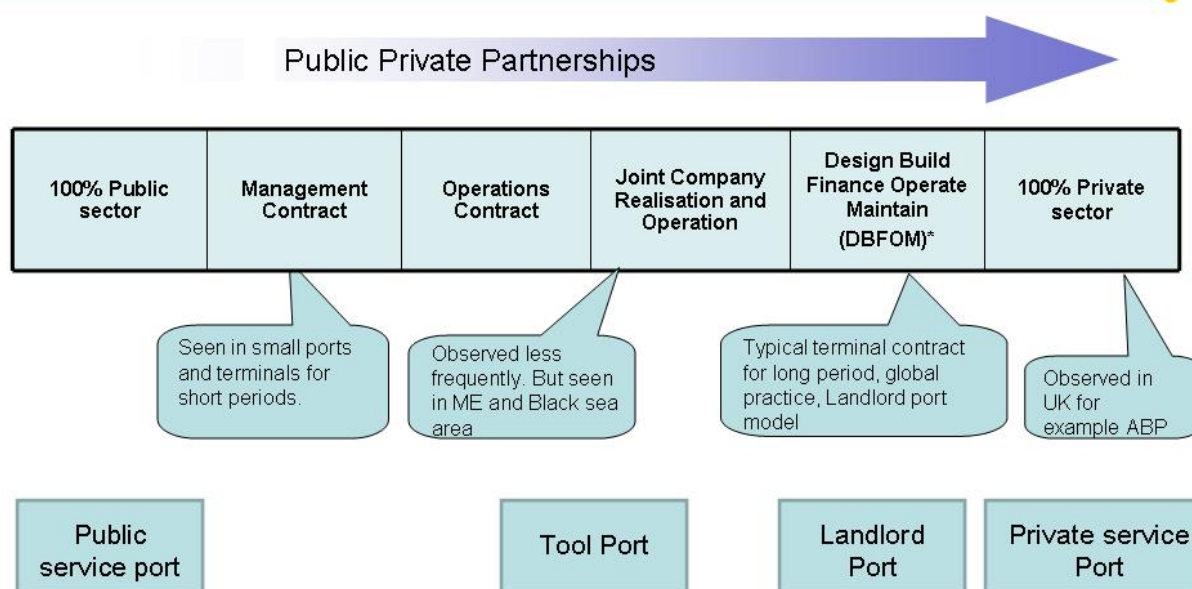 Public Private Partnerships
100% Public
sector
Management
Contract
Operations
Contract
Joint Company
Realisation and
Operation
Design Build
Finance Operate
Maintain
(DBFOM)*
100% Private
sector
Seen in small ports
and terminals for
short periods.
Observed less
frequently. But seen
in ME and Black sea
area
Typical terminal contract
for long period, global
practice, Landlord port
model
Observed in
UK for
example ABP
Public
service port
Tool Port
Landlord
Port
Private service
Port